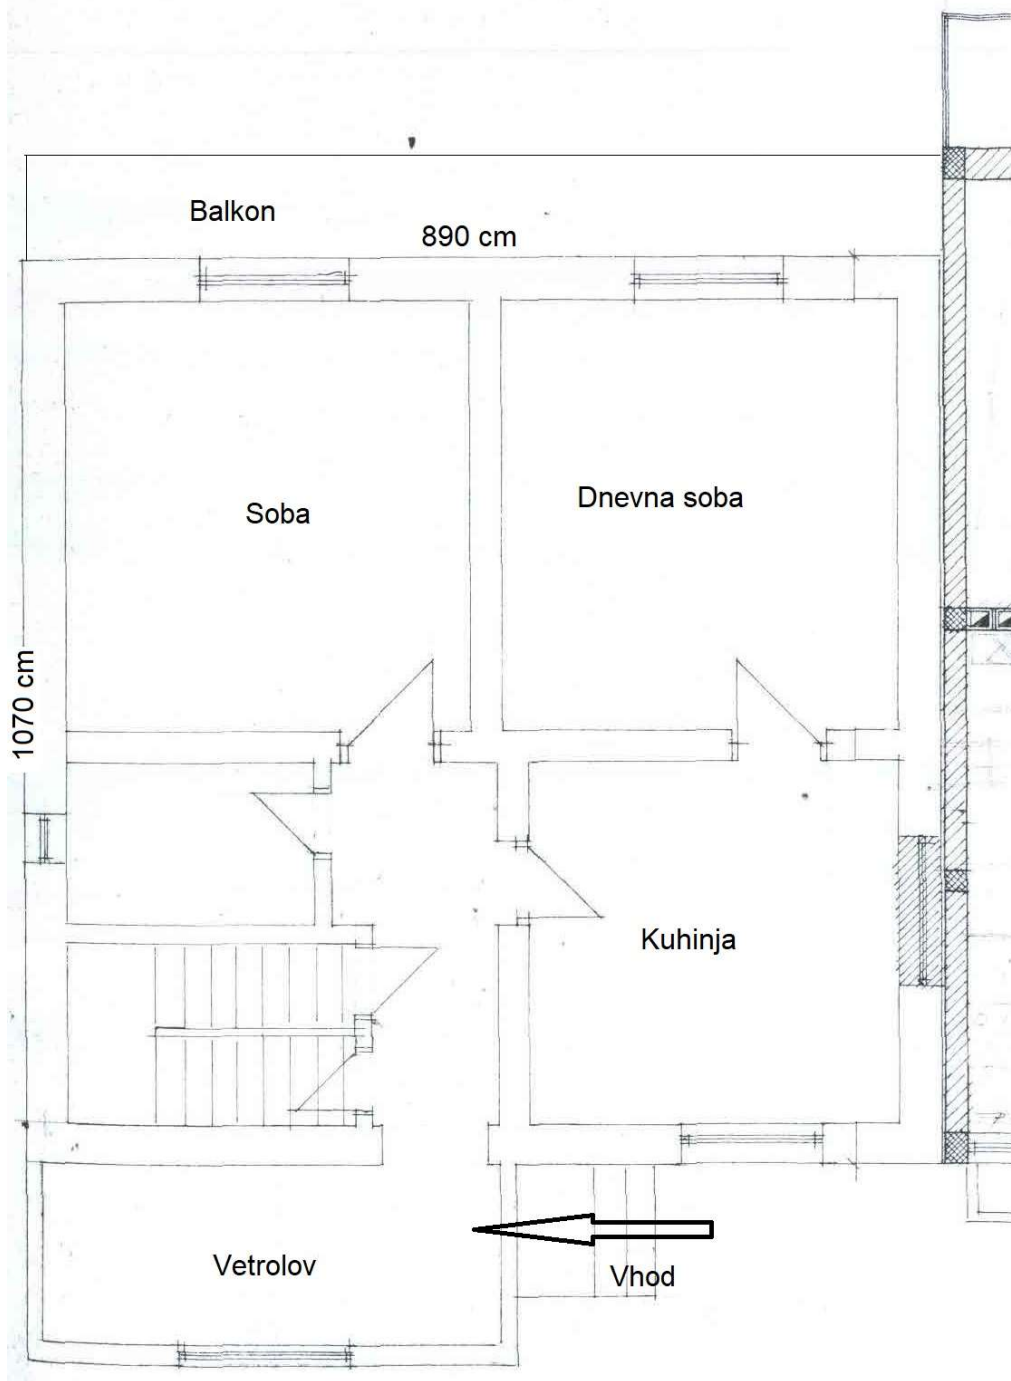 Balkon
890 cm
Soba
Dnevna soba
1070 cm
Kuhinja
Vetrolov
Vhod